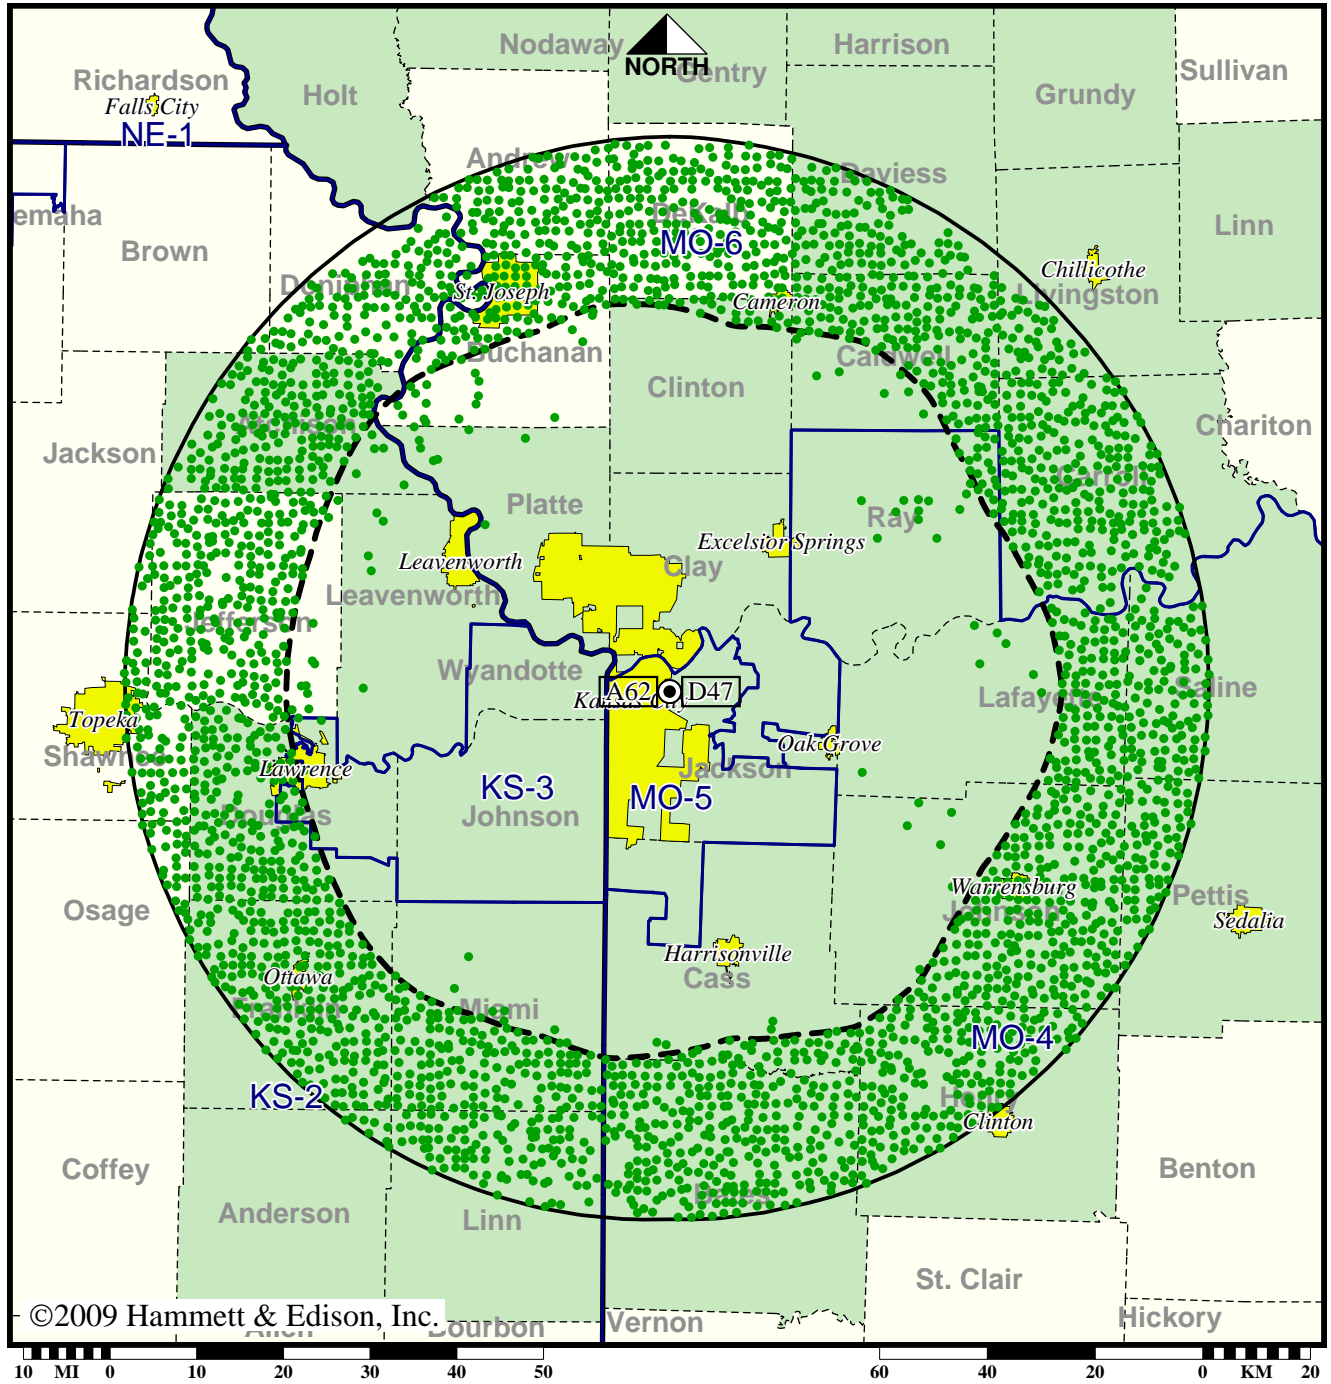 Nodaway
Harrison
NORTH
Gentry
Sullivan
Richardson
Holt
Grundy
Falls City
NE-1
Andrew
Daviess
emaha
DeKalb
Linn
Brown
MO-6
Chillicothe
Doniphan
St. Joseph
Cameron
Livingston
Buchanan
Caldwell
Clinton
Atchison
Chariton
Jackson
Carroll
Platte
Ray
Excelsior Springs
Leavenworth
Clay
Leavenworth
Jefferson
Wyandotte
A62 D47
Kansas City
Lafayette
Saline
Topeka
Shawnee
Oak Grove
Lawrence
Jackson
KS-3
MO-5
Douglas
Johnson
Warrensburg
Pettis
Osage
Johnson
Sedalia
Harrisonville
Ottawa
Cass
Franklin
Miami
MO-4
KS-2
Henry
Clinton
Coffey
Benton
Bates
Anderson
Linn
St. Clair
©2009 Hammett & Edison, Inc.
Hickory
Vernon
Allen
Bourbon
10 MI 0 10 20 30 40 50 60 40 20 0 KM 20